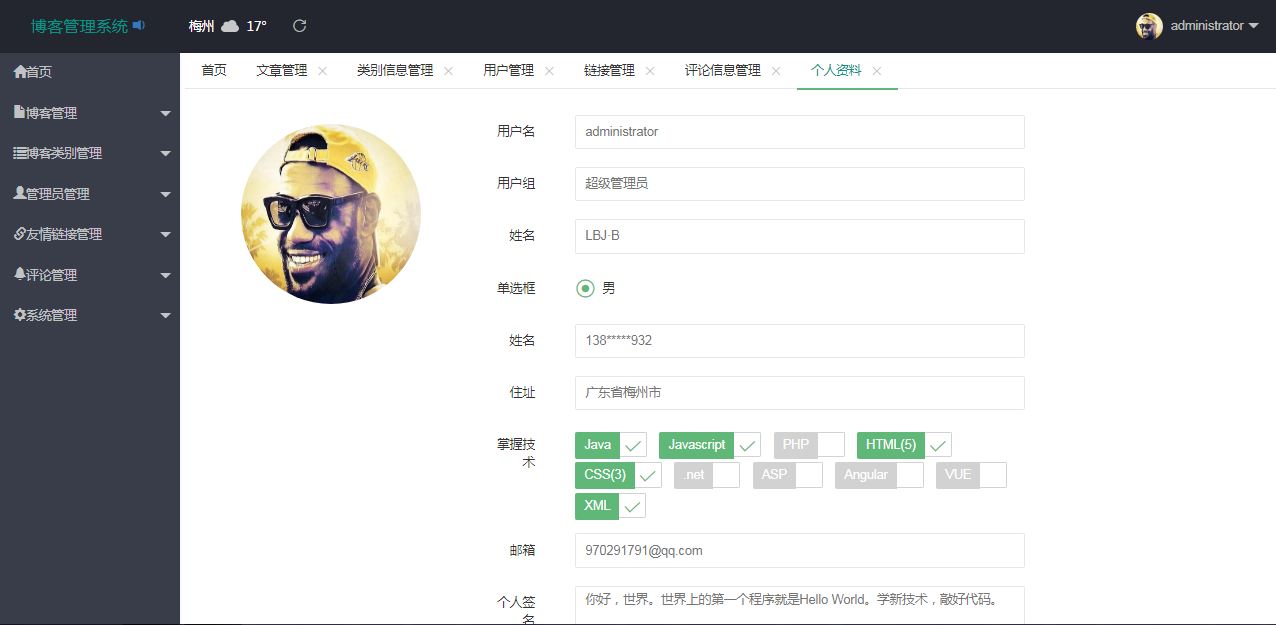 博客管理系统 梅州 17° administrator
首页
博客管理
博客类别管理
管理员管理
友情链接管理
评论管理
系统管理
首页 文章管理 类别信息管理 用户管理 链接管理 评论信息管理 个人资料
用户名 administrator
用户组 超级管理员
姓名 LBJ·B
单选框 男
姓名 138*****932
住址 广东省梅州市
掌握技术
Java Javascript PHP HTML(5)
CSS(3) .net ASP Angular VUE
XML
邮箱 970291791@qq.com
个人签名 你好，世界。世界上的第一个程序就是Hello World。学新技术，敲好代码。